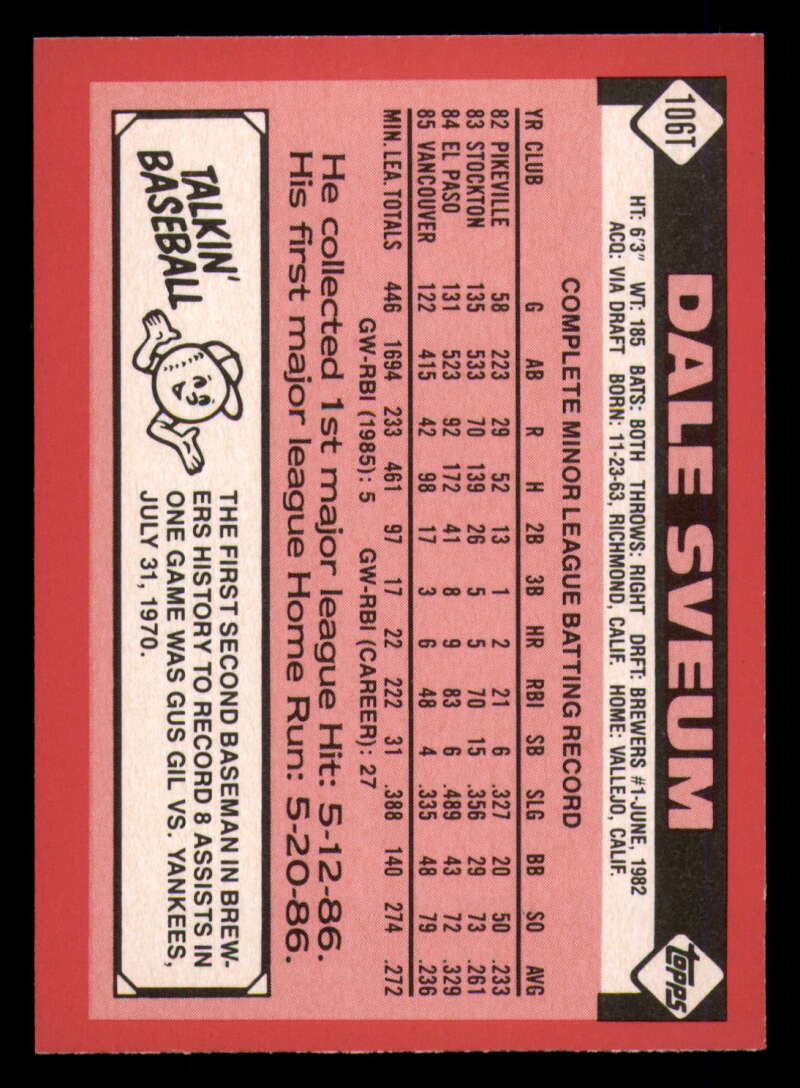 106T
DALE SVEUM
topps
HT: 6'3" WT: 185 BATS: BOTH THROWS: RIGHT DRFT: BREWERS #1-JUNE, 1982
ACQ: VIA DRAFT BORN: 11-23-63, RICHMOND, CALIF. HOME: VALLEJO, CALIF.
COMPLETE MINOR LEAGUE BATTING RECORD
YR CLUB G AB R H 2B 3B HR RBI SB SLG BB SO AVG
82 PIKEVILLE 58 223 29 52 13 1 2 21 6 .327 20 50 .233
83 STOCKTON 135 533 70 139 26 5 5 70 15 .356 29 73 .261
84 EL PASO 131 523 92 172 41 8 9 83 6 .489 43 72 .329
85 VANCOUVER 122 415 42 98 17 3 6 48 4 .335 48 79 .236
MIN. LEA. TOTALS 446 1694 233 461 97 17 22 222 31 .388 140 274 .272
GW-RBI (1985): 5 GW-RBI (CAREER): 27
He collected 1st major league Hit: 5-12-86.
His first major league Home Run: 5-20-86.
TALKIN'
BASEBALL
THE FIRST SECOND BASEMAN IN BREW-
ERS HISTORY TO RECORD 8 ASSISTS IN
ONE GAME WAS GUS GIL VS. YANKEES,
JULY 31, 1970.